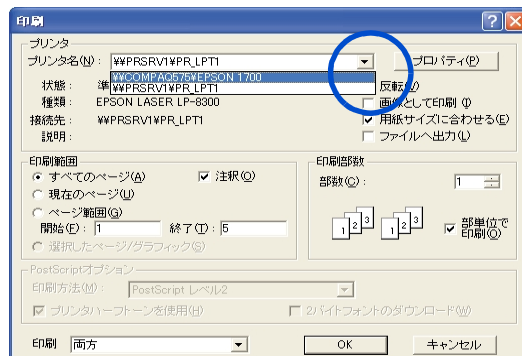 印刷
プリンタ
プリンタ名(N): ¥¥PRSRV1¥PR_LPT1 プロパティ(P)
¥¥COMPAQ575¥EPSON 1700
状態: 準 ¥¥PRSRV1¥PR_LPT1 反転(V)
種類: EPSON LASER LP-8300 画像として印刷(I)
接続先: ¥¥PRSRV1¥PR_LPT1 用紙サイズに合わせる(E)
説明: ファイルへ出力(L)
印刷範囲
すべてのページ(A) 注釈(O)
現在のページ(U)
ページ範囲(G)
開始(F): 1 終了(T): 5
選択したページ/グラフィック(S)
印刷部数
部数(C): 1
1 2 3 1 2 3 部単位で
印刷(O)
PostScriptオプション
印刷方法(M): PostScript レベル2
プリンタハーフトーンを使用(H) 2バイトフォントのダウンロード(W)
印刷 両方 OK キャンセル